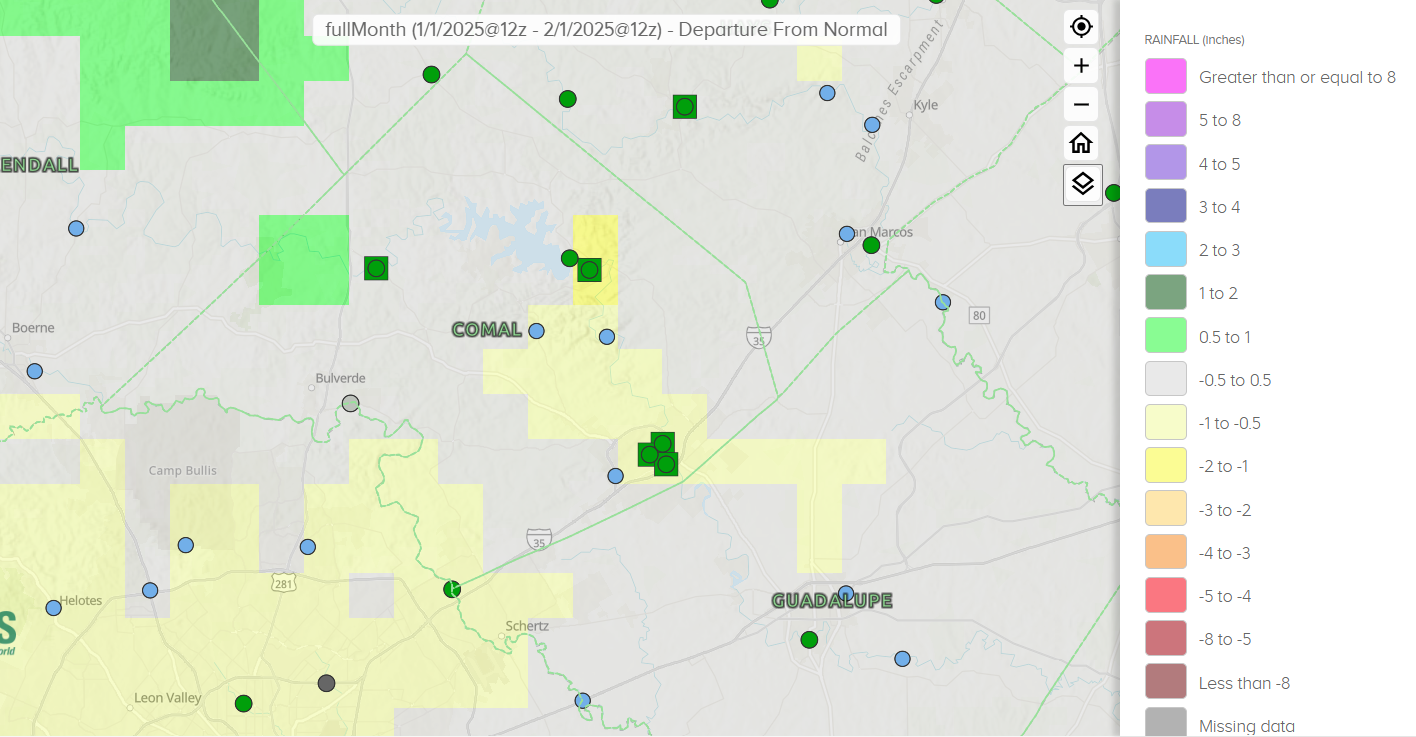 fullMonth (1/1/2025@12z - 2/1/2025@12z) - Departure From Normal
Balcones Escarpment
Kyle
ENDALL
an Marcos
80
35
Boerne
COMAL
Bulverde
Camp Bullis
35
281
Helotes
GUADALUPE
S
orld
Schertz
Leon Valley
RAINFALL (Inches)
Greater than or equal to 8
5 to 8
4 to 5
3 to 4
2 to 3
1 to 2
0.5 to 1
-0.5 to 0.5
-1 to -0.5
-2 to -1
-3 to -2
-4 to -3
-5 to -4
-8 to -5
Less than -8
Missing data